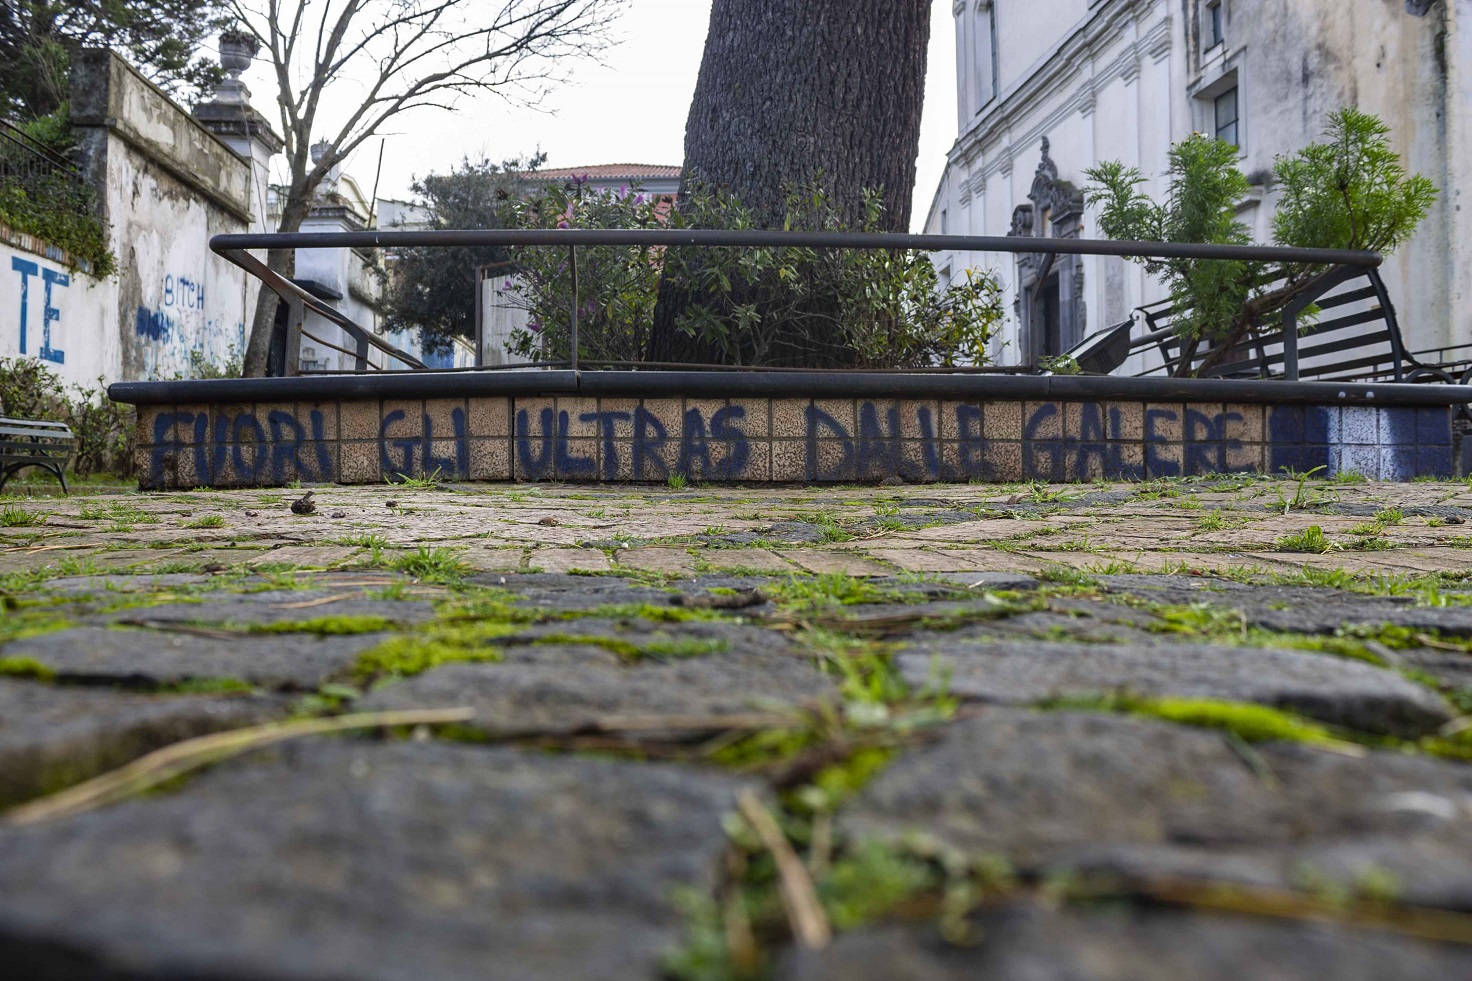 TE
BITCH
FUORI GLI ULTRAS DALLE GALERE